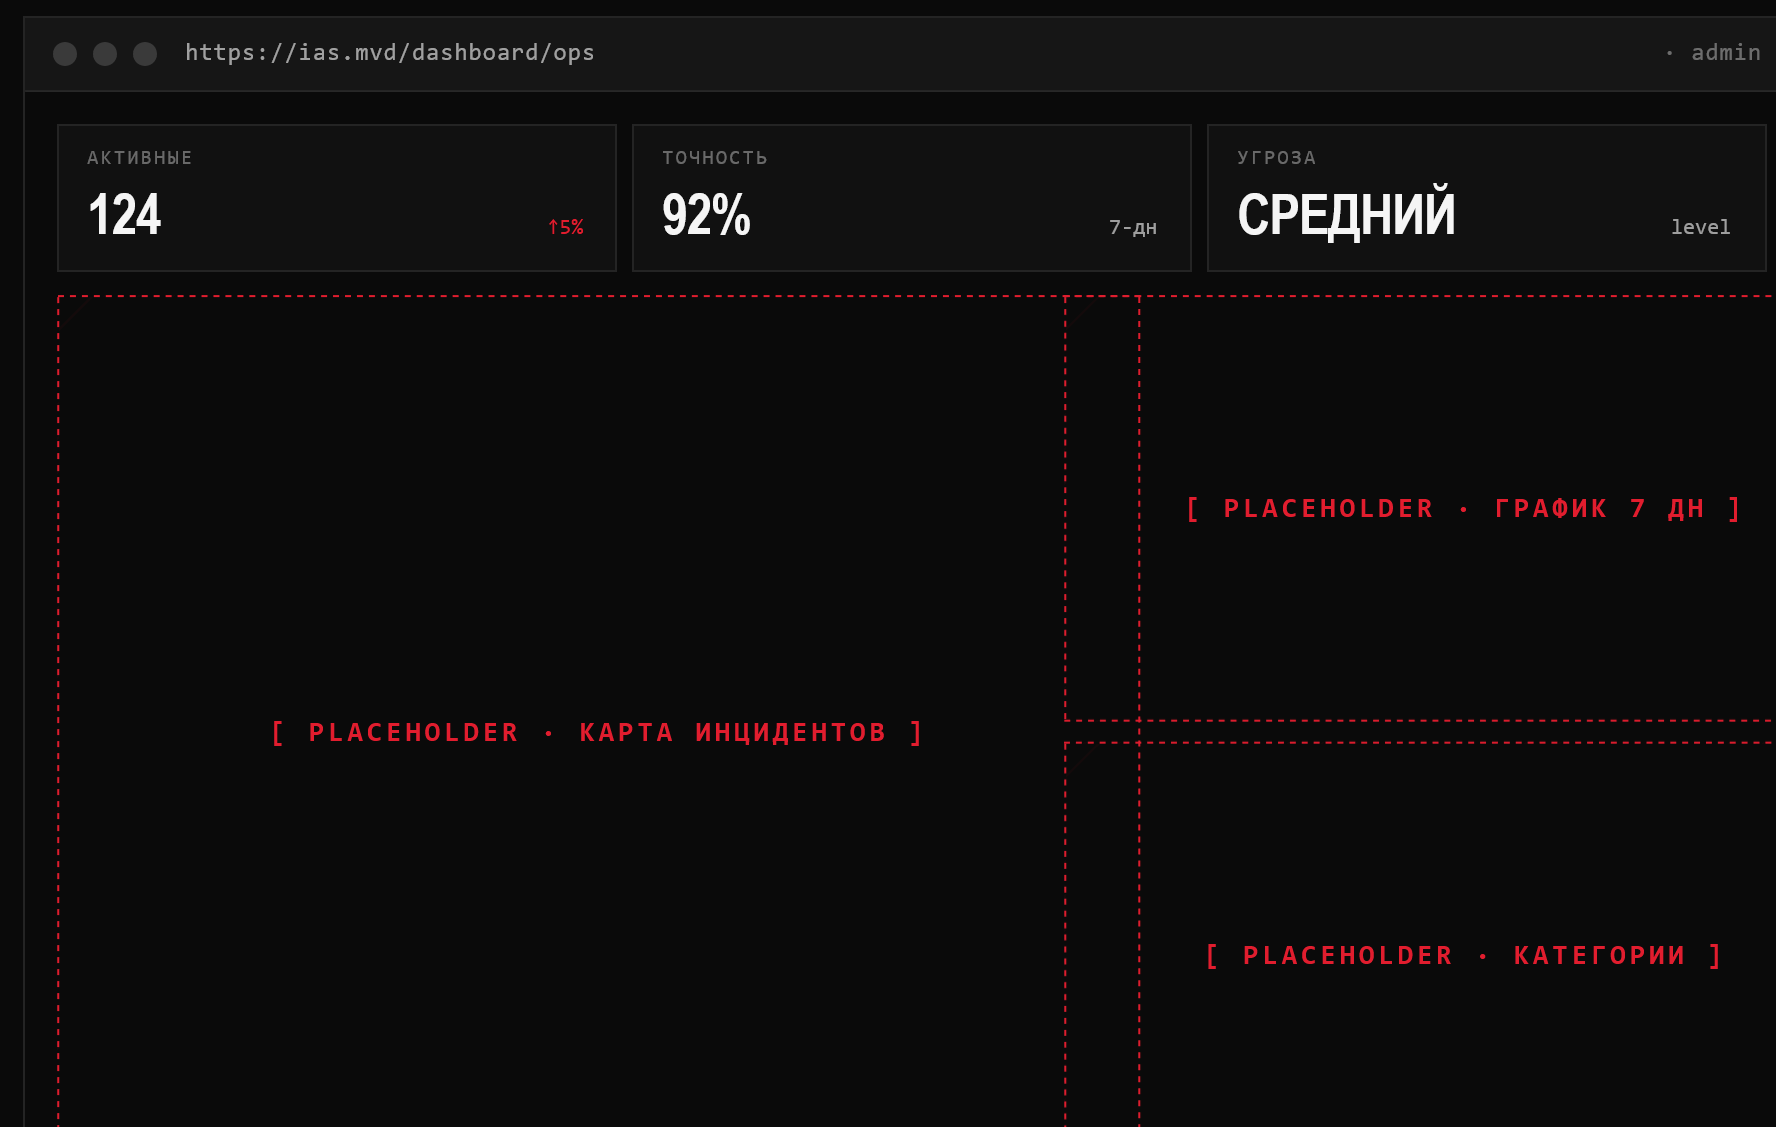 https://ias.mvd/dashboard/ops
· admin
АКТИВНЫЕ
124
↑5%
ТОЧНОСТЬ
92%
7-дн
УГРОЗА
СРЕДНИЙ
level
[ PLACEHOLDER · ГРАФИК 7 ДН ]
[ PLACEHOLDER · КАРТА ИНЦИДЕНТОВ ]
[ PLACEHOLDER · КАТЕГОРИИ ]